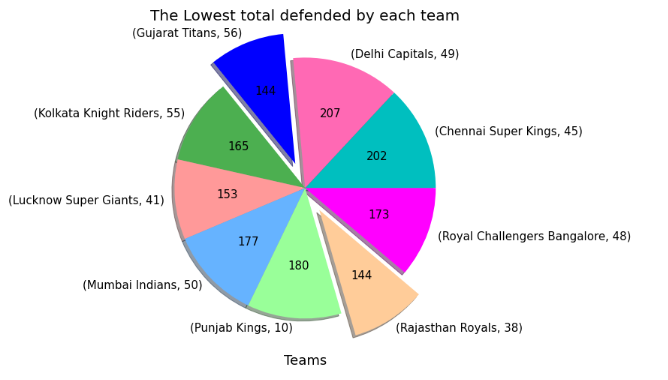 The Lowest total defended by each team
(Gujarat Titans, 56)
(Delhi Capitals, 49)
144
207
(Kolkata Knight Riders, 55)
(Chennai Super Kings, 45)
165
202
(Lucknow Super Giants, 41)
153
173
(Royal Challengers Bangalore, 48)
177
180
144
(Mumbai Indians, 50)
(Punjab Kings, 10)
(Rajasthan Royals, 38)
Teams